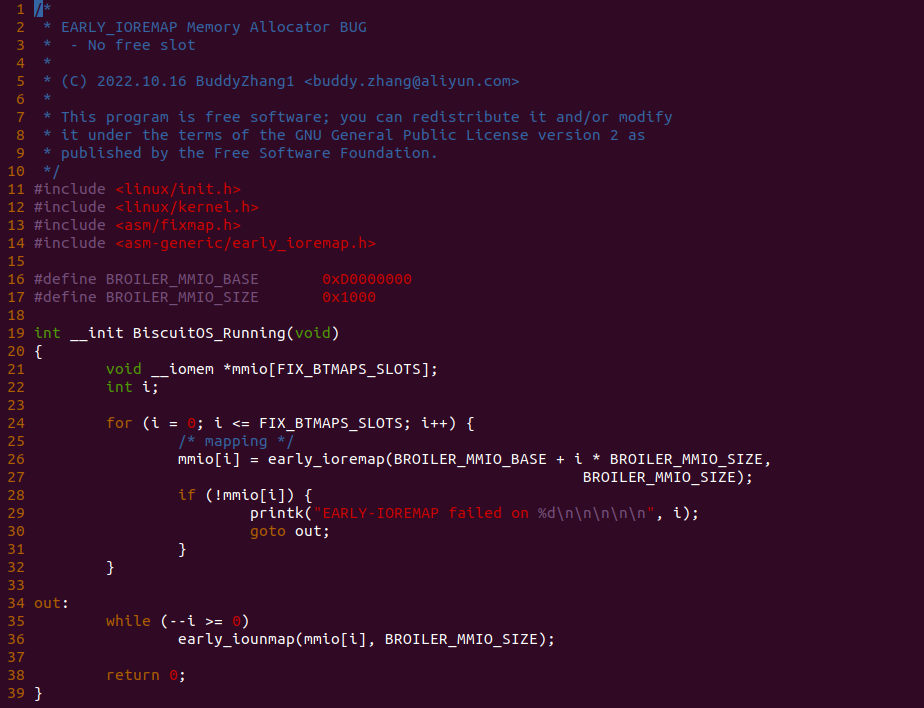 1 /*
2  * EARLY_IOREMAP Memory Allocator BUG
3  *  - No free slot
4  *
5  * (C) 2022.10.16 BuddyZhang1 <buddy.zhang@aliyun.com>
6  *
7  * This program is free software; you can redistribute it and/or modify
8  * it under the terms of the GNU General Public License version 2 as
9  * published by the Free Software Foundation.
10  */
11 #include <linux/init.h>
12 #include <linux/kernel.h>
13 #include <asm/fixmap.h>
14 #include <asm-generic/early_ioremap.h>
15
16 #define BROILER_MMIO_BASE       0xD0000000
17 #define BROILER_MMIO_SIZE       0x1000
18
19 int __init BiscuitOS_Running(void)
20 {
21         void __iomem *mmio[FIX_BTMAPS_SLOTS];
22         int i;
23
24         for (i = 0; i <= FIX_BTMAPS_SLOTS; i++) {
25                 /* mapping */
26                 mmio[i] = early_ioremap(BROILER_MMIO_BASE + i * BROILER_MMIO_SIZE,
27                                                              BROILER_MMIO_SIZE);
28                 if (!mmio[i]) {
29                         printk("EARLY-IOREMAP failed on %d\n\n\n\n\n", i);
30                         goto out;
31                 }
32         }
33
34 out:
35         while (--i >= 0)
36                 early_iounmap(mmio[i], BROILER_MMIO_SIZE);
37
38         return 0;
39 }